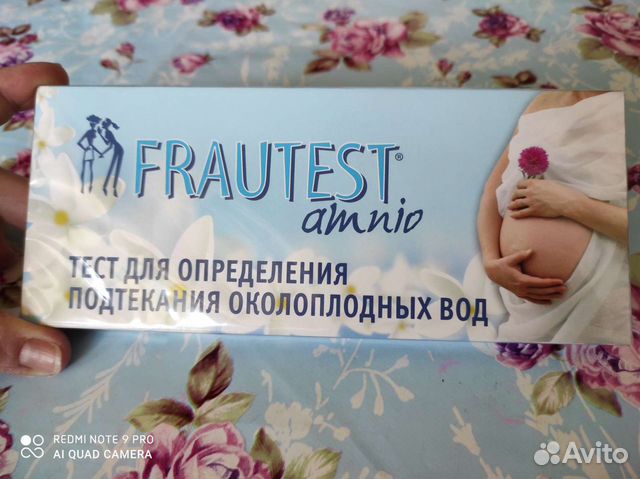 FRAUTEST®
amnio
ТЕСТ ДЛЯ ОПРЕДЕЛЕНИЯ
ПОДТЕКАНИЯ ОКОЛОПЛОДНЫХ ВОД
REDMI NOTE 9 PRO
AI QUAD CAMERA
Avito